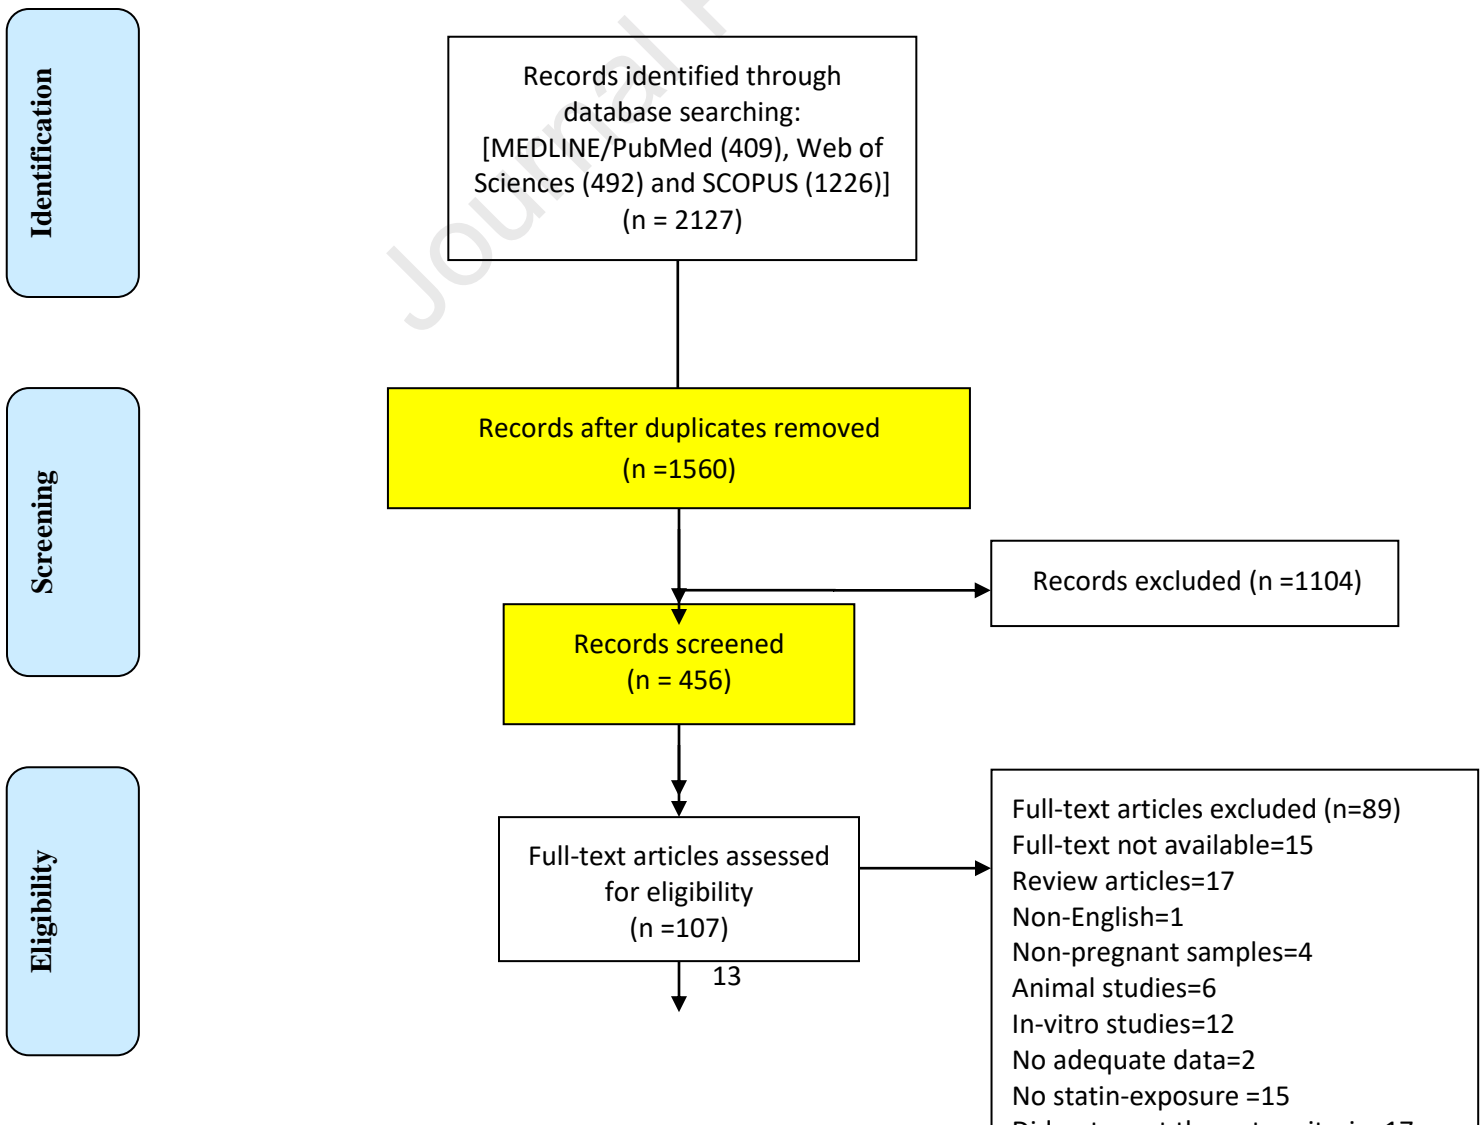 Journal
Identification
Records identified through
database searching:
[MEDLINE/PubMed (409), Web of
Sciences (492) and SCOPUS (1226)]
(n = 2127)
Screening
Records after duplicates removed
(n =1560)
Records excluded (n =1104)
Records screened
(n = 456)
Eligibility
Full-text articles assessed
for eligibility
(n =107)
13
Full-text articles excluded (n=89)
Full-text not available=15
Review articles=17
Non-English=1
Non-pregnant samples=4
Animal studies=6
In-vitro studies=12
No adequate data=2
No statin-exposure =15